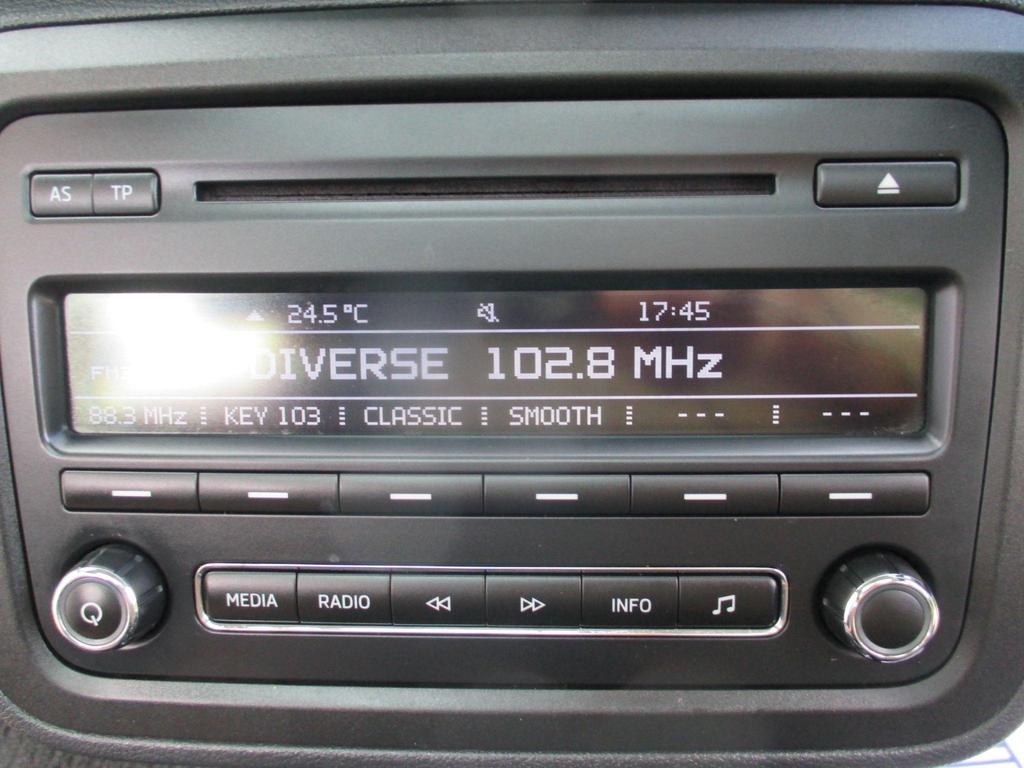 AS TP
24.5°C 17:45
DIVERSE 102.8 MHz
88.3 MHz KEY 103 CLASSIC SMOOTH --- ---
MEDIA RADIO INFO